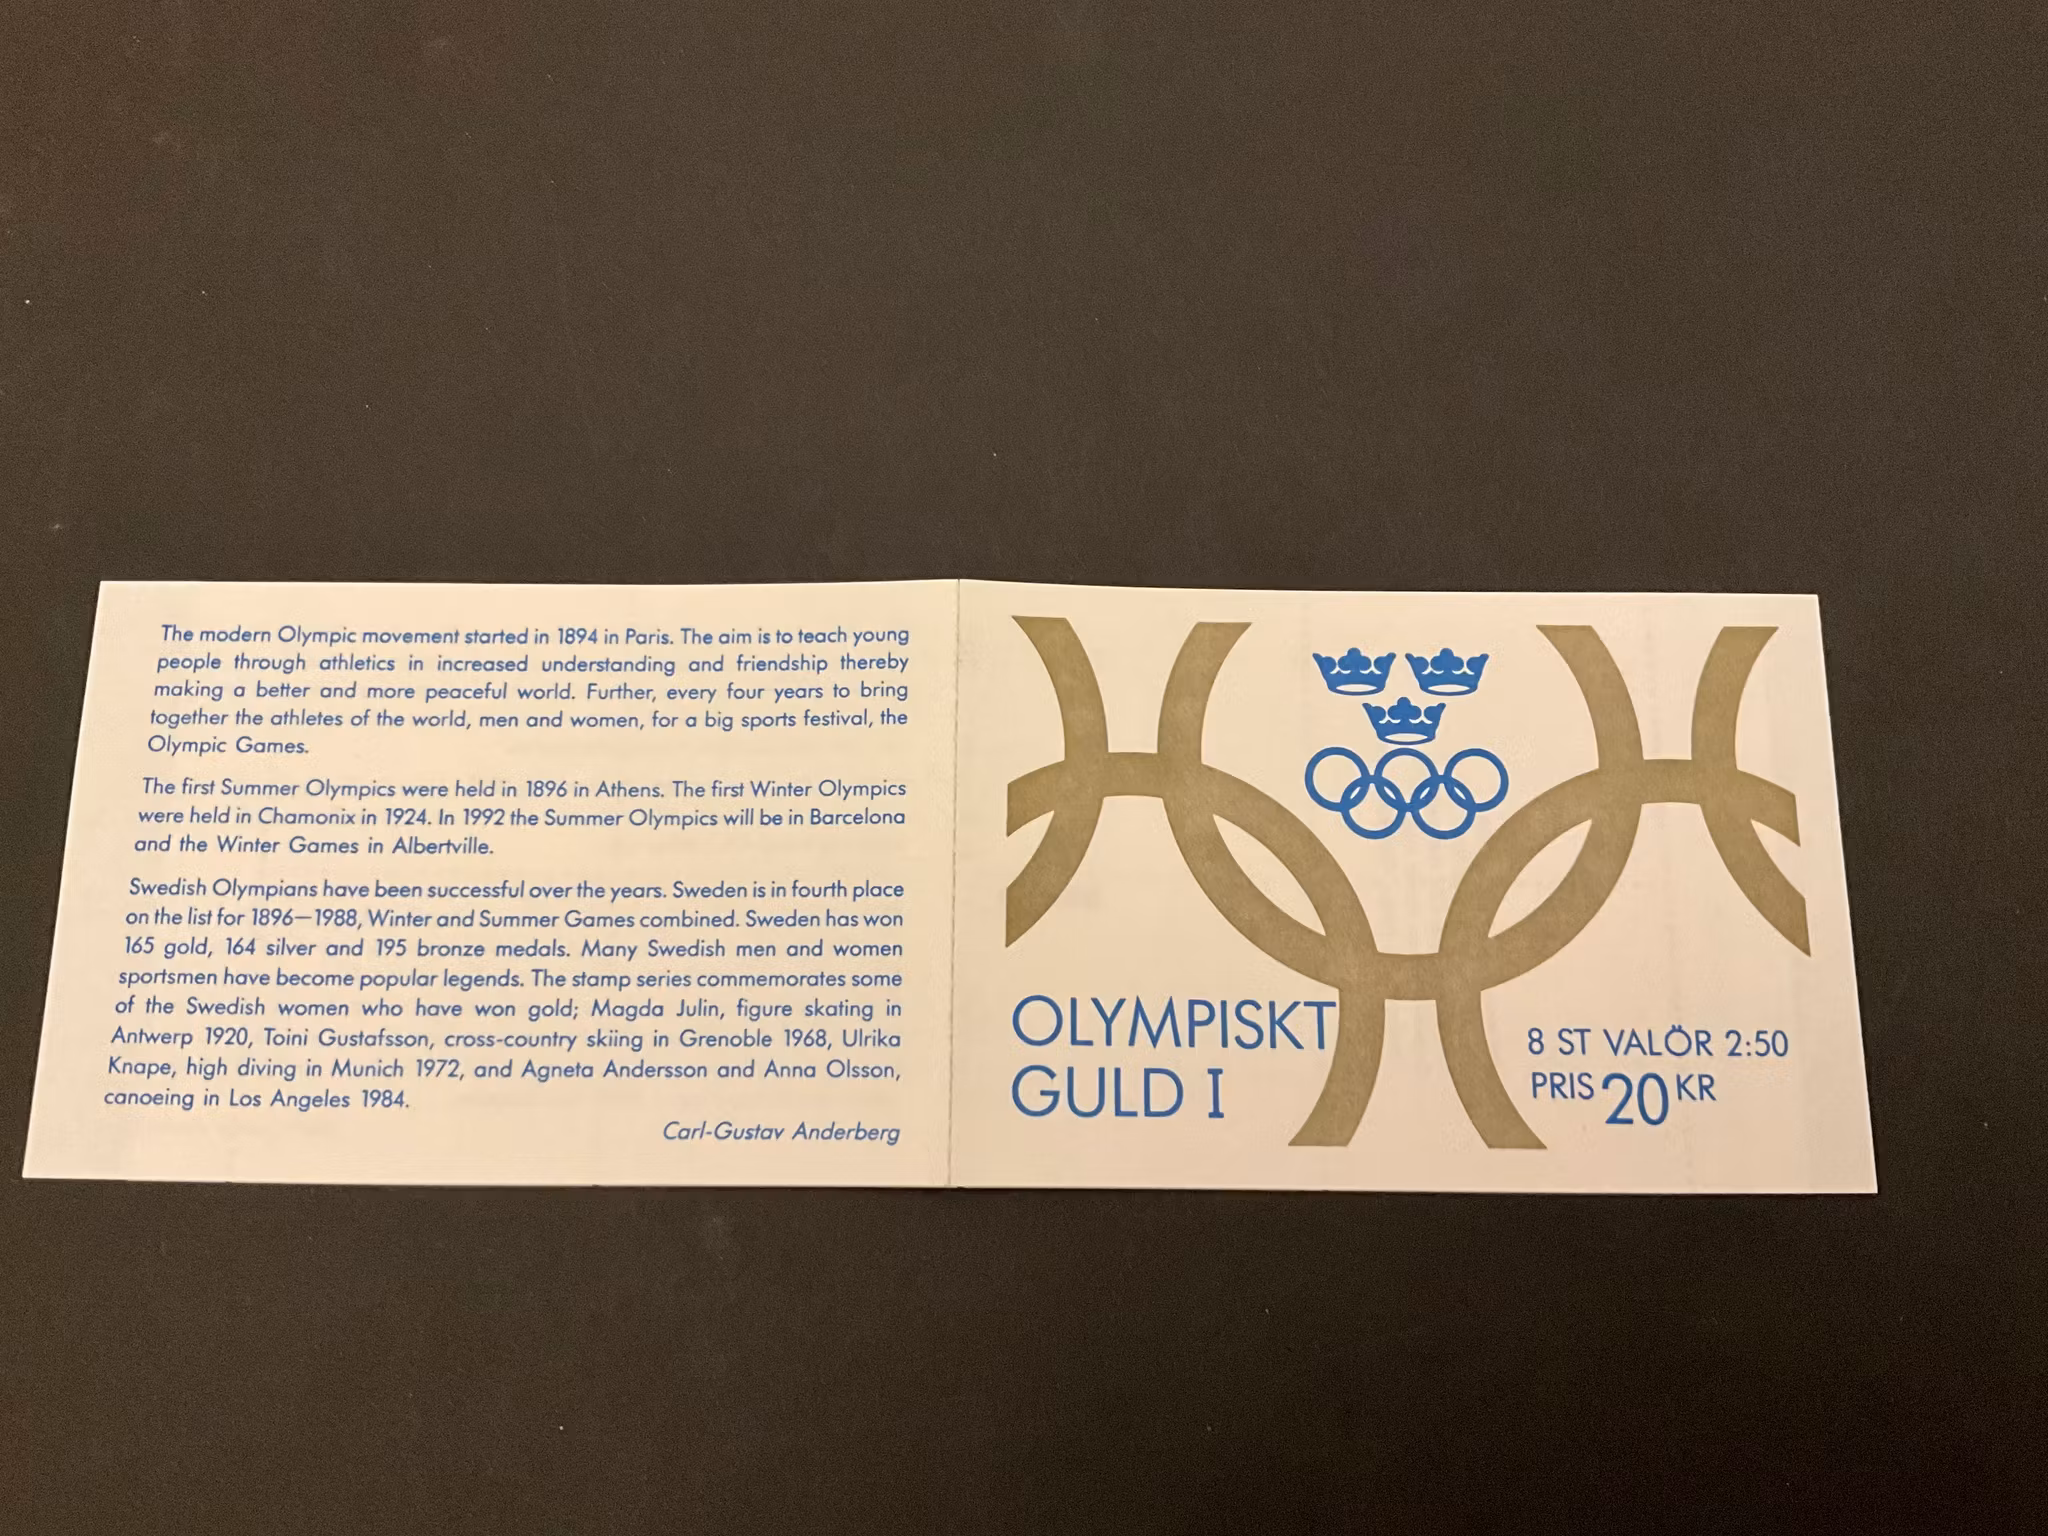 The modern Olympic movement started in 1894 in Paris. The aim is to teach young
people through athletics in increased understanding and friendship thereby
making a better and more peaceful world. Further, every four years to bring
together the athletes of the world, men and women, for a big sports festival, the
Olympic Games.
The first Summer Olympics were held in 1896 in Athens. The first Winter Olympics
were held in Chamonix in 1924. In 1992 the Summer Olympics will be in Barcelona
and the Winter Games in Albertville.
Swedish Olympians have been successful over the years. Sweden is in fourth place
on the list for 1896—1988, Winter and Summer Games combined. Sweden has won
165 gold, 164 silver and 195 bronze medals. Many Swedish men and women
sportsmen have become popular legends. The stamp series commemorates some
of the Swedish women who have won gold; Magda Julin, figure skating in
Antwerp 1920, Toini Gustafsson, cross-country skiing in Grenoble 1968, Ulrika
Knape, high diving in Munich 1972, and Agneta Andersson and Anna Olsson,
canoeing in Los Angeles 1984.
Carl-Gustav Anderberg
OLYMPISKT
GULD I
8 ST VALÖR 2:50
PRIS 20 KR